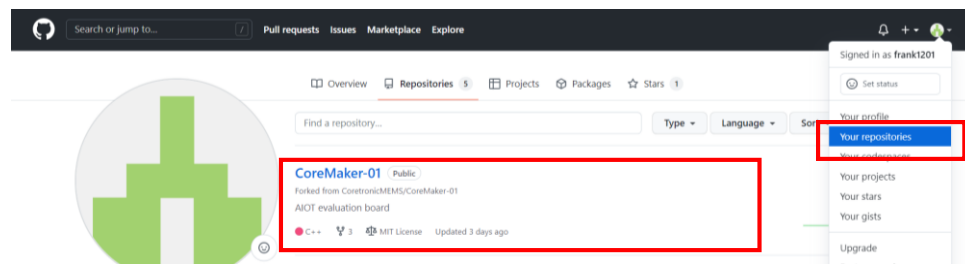 Search or jump to... /
Pull requests Issues Marketplace Explore
Signed in as frank1201
Set status
Overview Repositories 5 Projects Packages Stars 1
Find a repository... Type Language
Your profile
Your repositories
Your codespaces
Your projects
Your stars
Your gists
Upgrade
CoreMaker-01 Public
Forked from CoretronicMEMS/CoreMaker-01
AIOT evaluation board
C++ 3 MIT License Updated 3 days ago